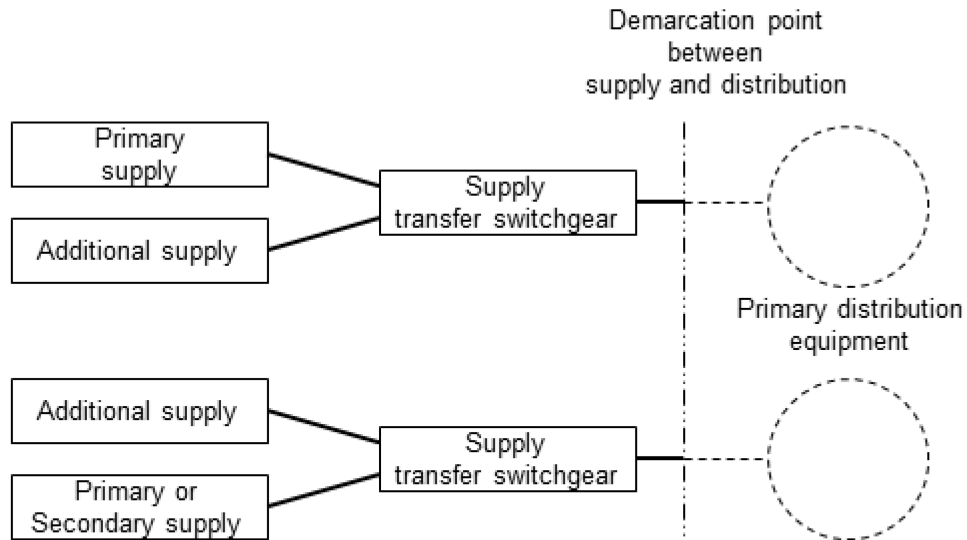 Demarcation point
between
supply and distribution
Primary
supply
Additional supply
Supply
transfer switchgear
Primary distribution
equipment
Additional supply
Primary or
Secondary supply
Supply
transfer switchgear